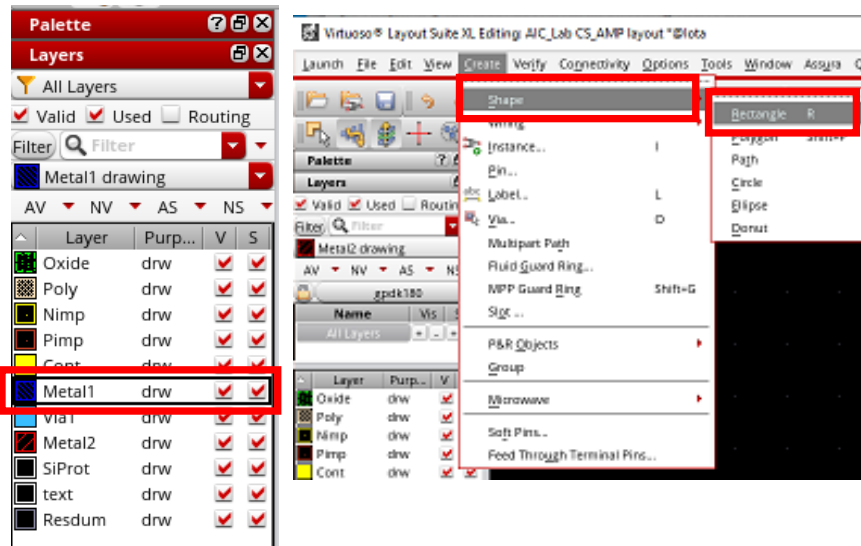 Palette
Layers
All Layers
Valid Used Routing
Filter Filter
Metal1 drawing
AV NV AS NS
Layer Purp... V S
Oxide drw
Poly drw
Nimp drw
Pimp drw
Cont drw
Metal1 drw
Via1 drw
Metal2 drw
SiProt drw
text drw
Resdum drw
Virtuoso® Layout Suite XL Editing: AIC_Lab CS_AMP layout *@lota
Launch File Edit View Create Verify Connectivity Options Tools Window Assura
Shape
Wiring
Instance... I
Pin...
Label... L
Via... O
Multipart Path
Fluid Guard Ring...
MPP Guard Ring Shift+G
Slot ...
P&R Objects
Group
Microwave
Soft Pins...
Feed Through Terminal Pins...
Rectangle R
Polygon Shift+P
Path
Circle
Ellipse
Donut
Palette
Layers
Valid Used Routin
Filter Filter
Metal2 drawing
AV NV AS NS
gpdk180
Name Vis S
All Layers + - +
Layer Purp... V
Oxide drw
Poly drw
Nimp drw
Pimp drw
Cont drw